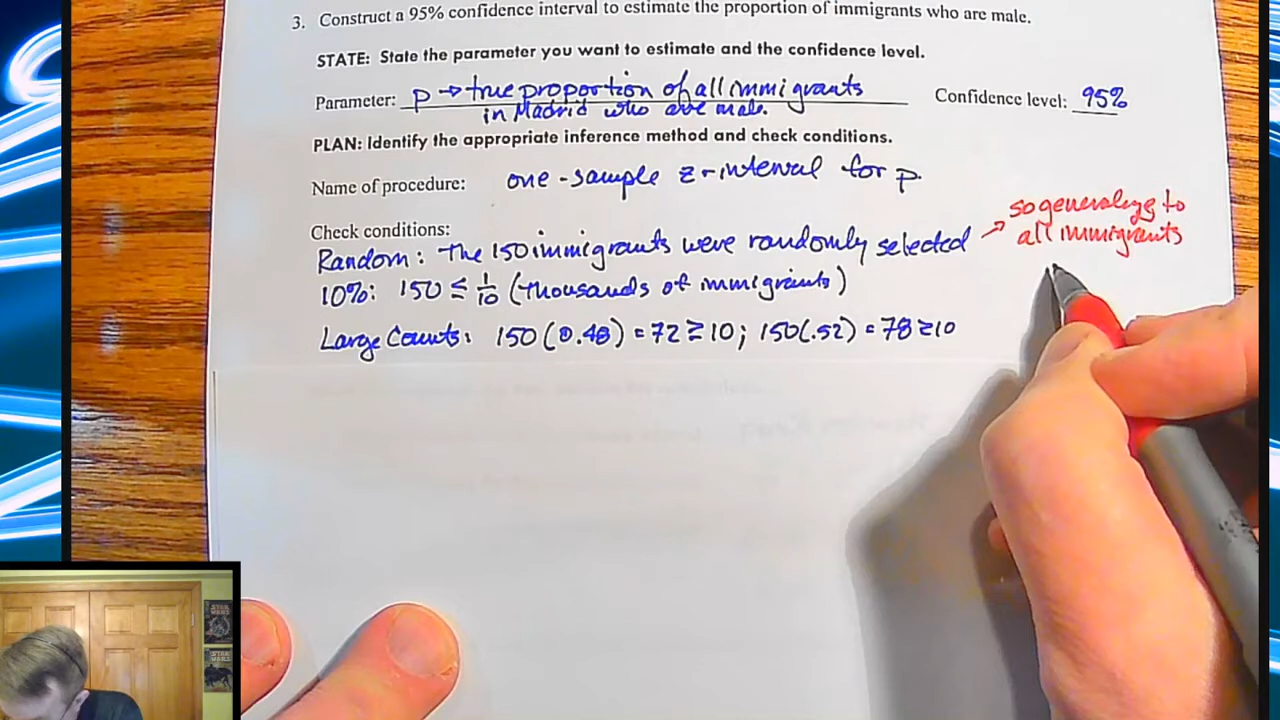 3. Construct a 95% confidence interval to estimate the proportion of immigrants who are male.
STATE: State the parameter you want to estimate and the confidence level.
Parameter: p → true proportion of all immigrants
in Madrid who are male.
Confidence level: 95%
PLAN: Identify the appropriate inference method and check conditions.
Name of procedure: one-sample z-interval for p.
Check conditions:
Random: The 150 immigrants were randomly selected
→ so generalize to
all immigrants
10%: 150 ≤ 1/10 (thousands of immigrants)
Large Counts: 150(0.48) = 72 ≥ 10; 150(.52) = 78 ≥ 10
STAR
WARS
STAR
WARS